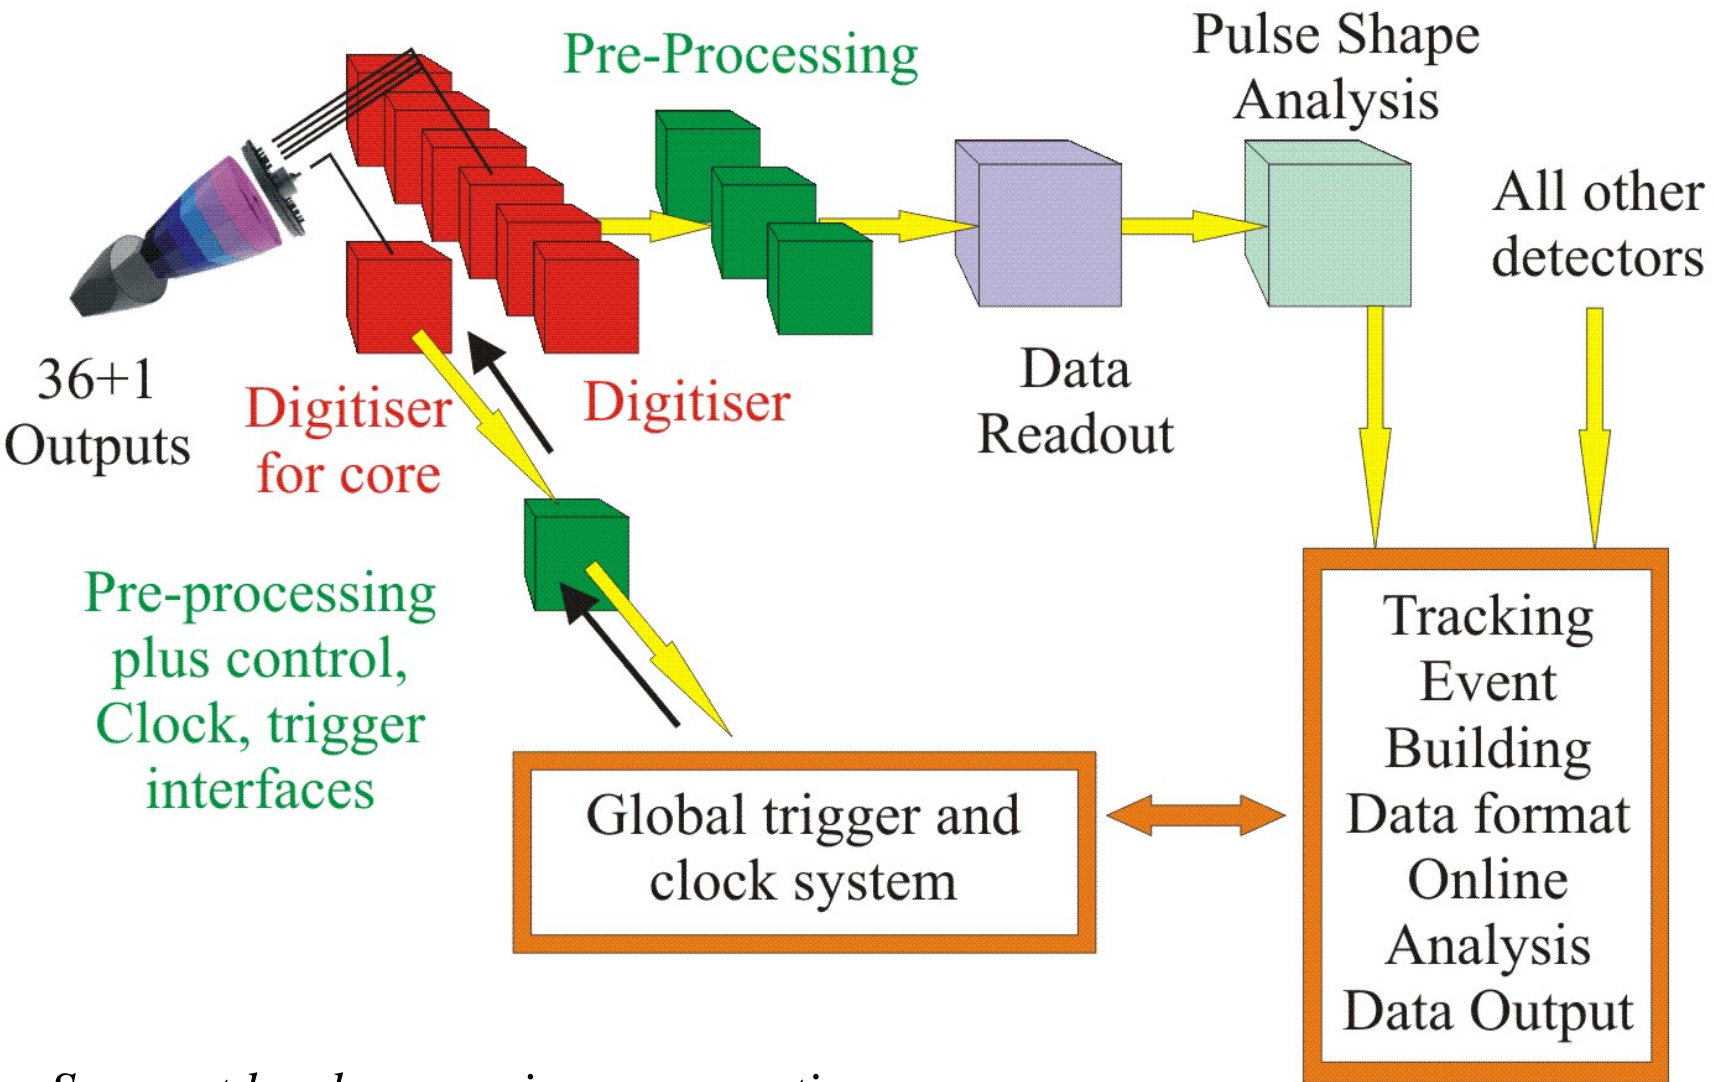 Pre-Processing
Pulse Shape
Analysis
All other
detectors
36+1
Outputs
Digitiser
for core
Digitiser
Data
Readout
Pre-processing
plus control,
Clock, trigger
interfaces
Global trigger and
clock system
Tracking
Event
Building
Data format
Online
Analysis
Data Output